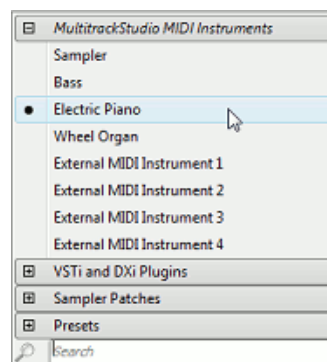 MultitrackStudio MIDI Instruments
Sampler
Bass
Electric Piano
Wheel Organ
External MIDI Instrument 1
External MIDI Instrument 2
External MIDI Instrument 3
External MIDI Instrument 4
VSTi and DXi Plugins
Sampler Patches
Presets
Search